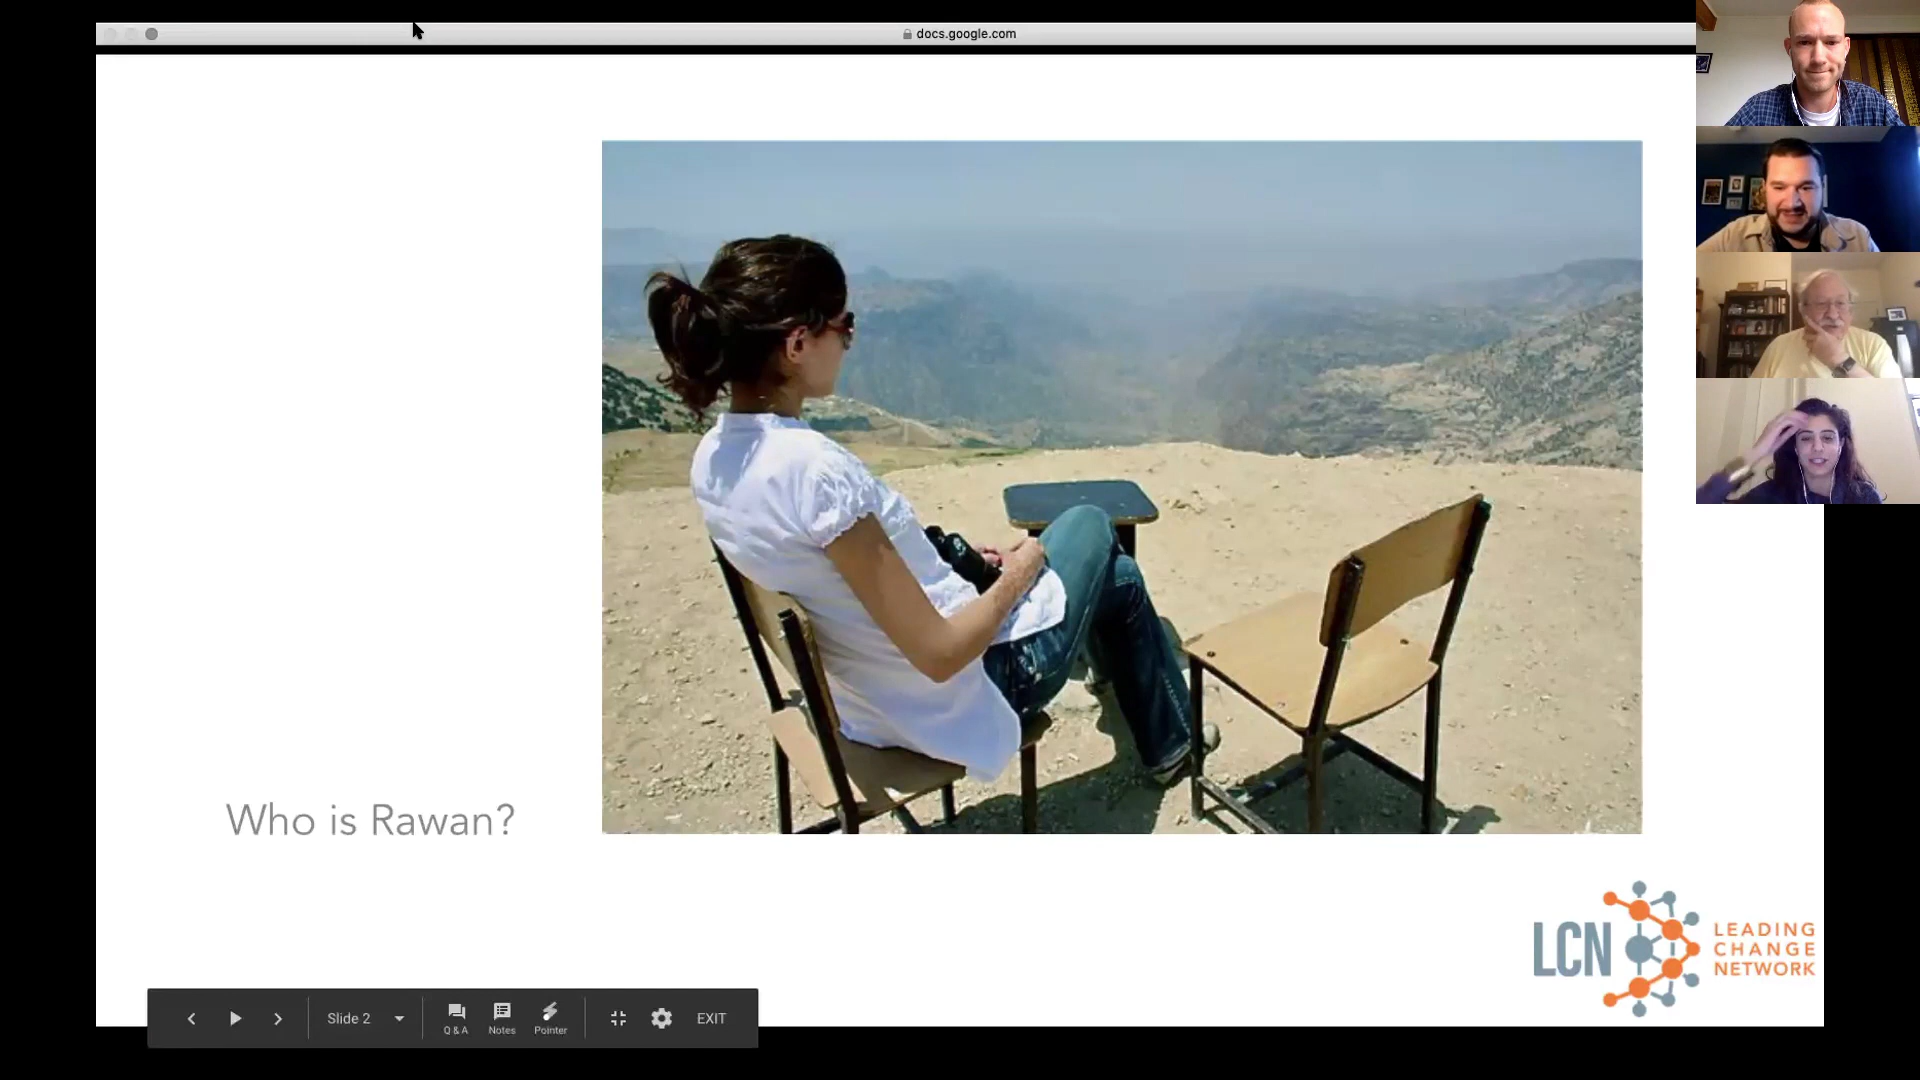 docs.google.com
Who is Rawan?
LCN
LEADING
CHANGE
NETWORK
Slide 2
Q & A
Notes
Pointer
EXIT